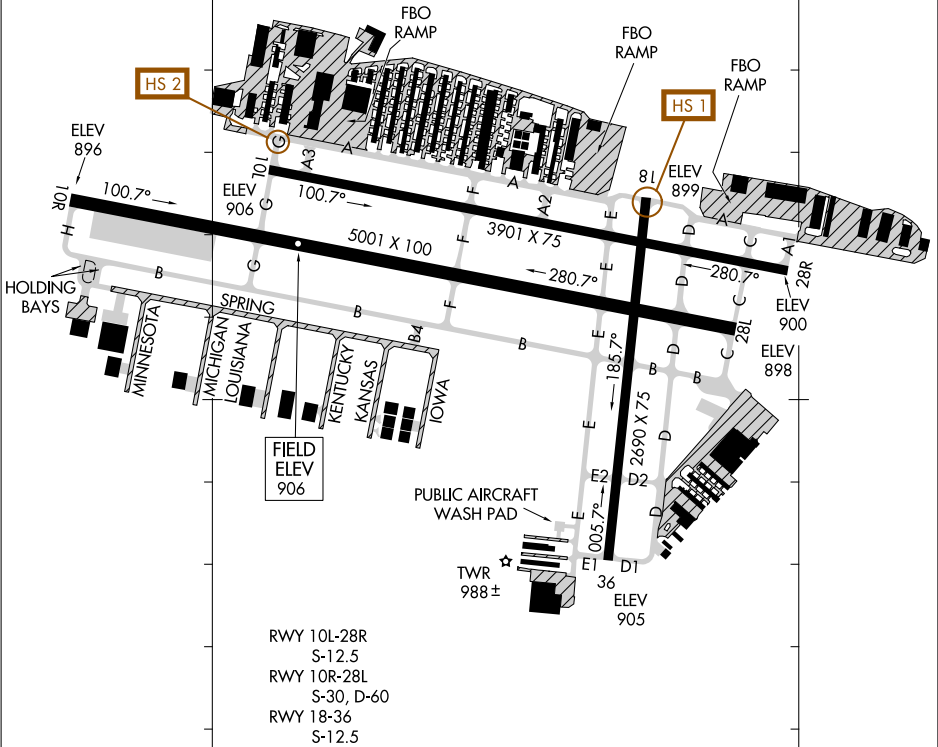 FBO
RAMP
FBO
RAMP
FBO
RAMP
HS 2
HS 1
ELEV
896
10R
100.7°
H
HOLDING
BAYS
G
A3
A
10L
ELEV
906
100.7°
G
G
F
F
F
A
A2
3901 X 75
5001 X 100
280.7°
E
E
E
E
E
18
ELEV
899
A
D
D
D
D
D
C
C
C
A1
28R
280.7°
ELEV
900
28L
ELEV
898
B
B
B
B
B
B4
SPRING
MINNESOTA
MICHIGAN
LOUISIANA
KENTUCKY
KANSAS
IOWA
FIELD
ELEV
906
185.7°
2690 X 75
E2
D2
005.7°
PUBLIC AIRCRAFT
WASH PAD
TWR
988±
E1
D1
36
ELEV
905
RWY 10L-28R
S-12.5
RWY 10R-28L
S-30, D-60
RWY 18-36
S-12.5